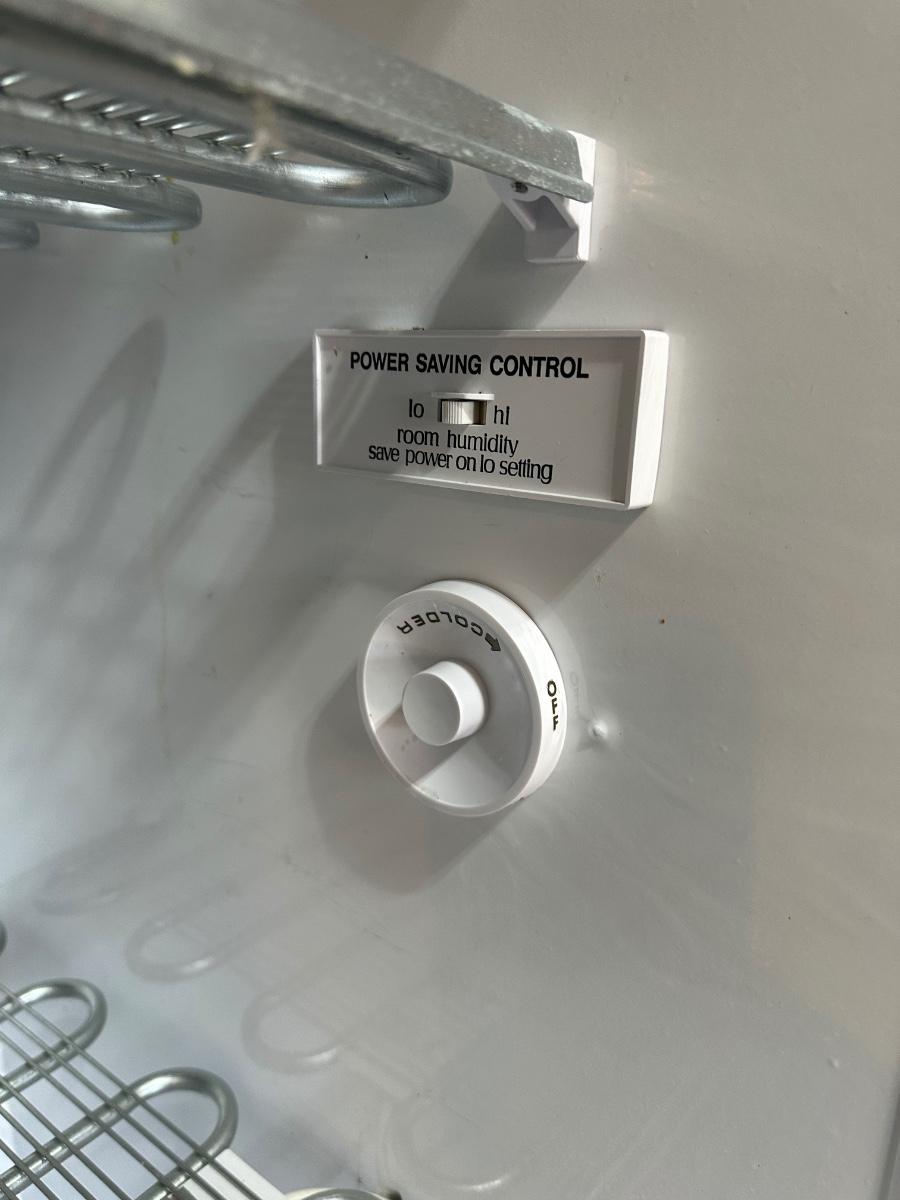 POWER SAVING CONTROL
lo hi
room humidity
save power on lo setting
COLDER
OFF